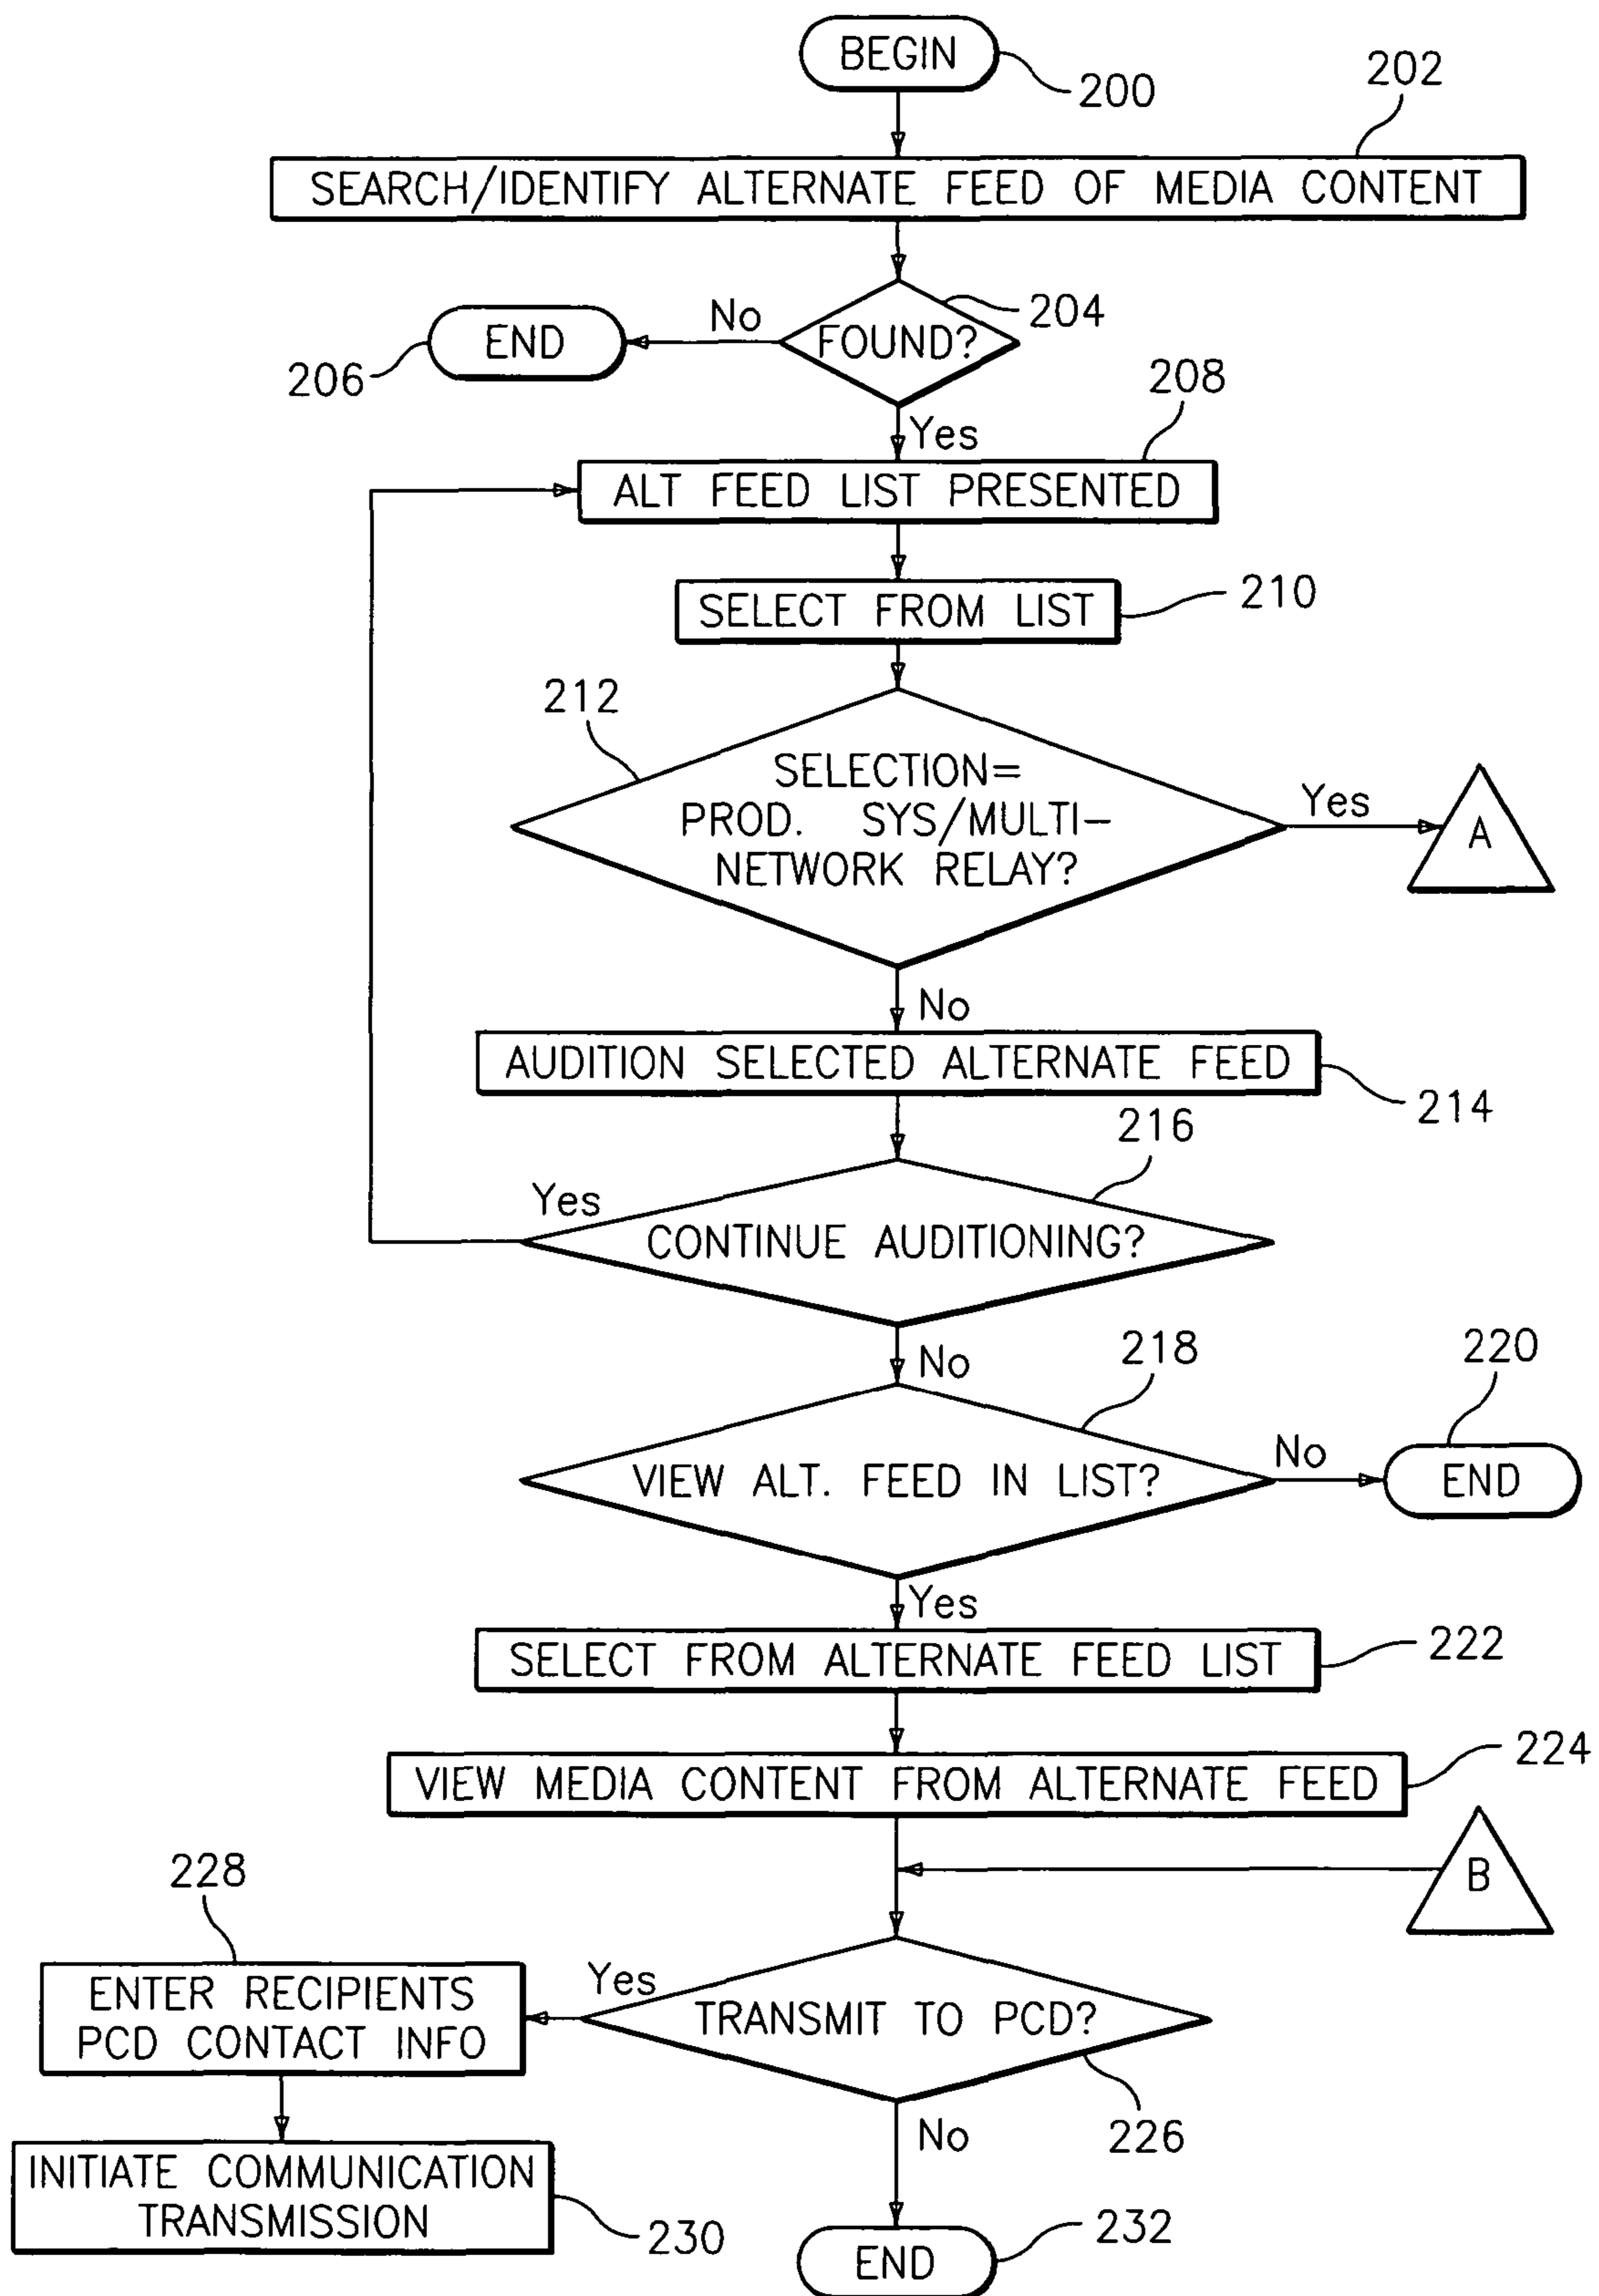 BEGIN
200
202
SEARCH/IDENTIFY ALTERNATE FEED OF MEDIA CONTENT
204
No
FOUND?
END
206
208
Yes
ALT FEED LIST PRESENTED
210
SELECT FROM LIST
212
SELECTION=
PROD. SYS/MULTI-
NETWORK RELAY?
Yes
A
No
AUDITION SELECTED ALTERNATE FEED
214
216
Yes
CONTINUE AUDITIONING?
No
218
220
VIEW ALT. FEED IN LIST?
No
END
Yes
SELECT FROM ALTERNATE FEED LIST
222
224
VIEW MEDIA CONTENT FROM ALTERNATE FEED
B
228
ENTER RECIPIENTS
PCD CONTACT INFO
Yes
TRANSMIT TO PCD?
226
No
INITIATE COMMUNICATION
TRANSMISSION
230
232
END